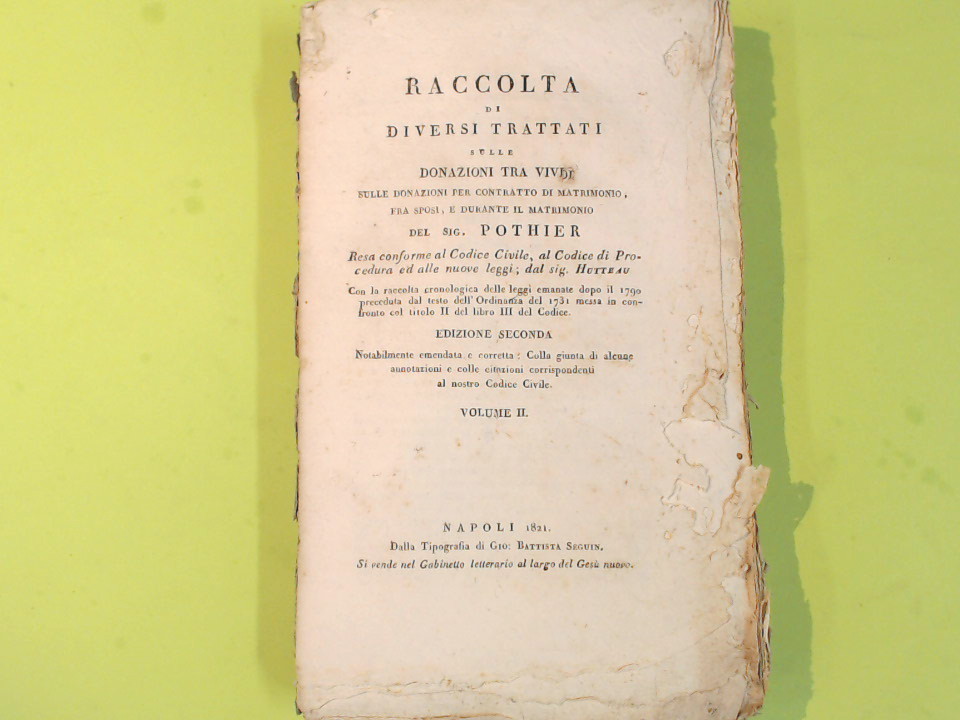 RACCOLTA
DI
DIVERSI TRATTATI
SULLE
DONAZIONI TRA VIVI,
SULLE DONAZIONI PER CONTRATTO DI MATRIMONIO,
FRA SPOSI, E DURANTE IL MATRIMONIO
DEL SIG. POTHIER
Resa conforme al Codice Civile, al Codice di Pro-
cedura ed alle nuove leggi; dal sig. HUTTEAU
Con la raccolta cronologica delle leggi emanate dopo il 1790
preceduta dal testo dell'Ordinanza del 1731 messa in con-
fronto col titolo II del libro III del Codice.
EDIZIONE SECONDA
Notabilmente emendata e corretta: Colla giunta di alcune
annotazioni e colle citazioni corrispondenti
al nostro Codice Civile.
VOLUME II.
NAPOLI 1821.
Dalla Tipografia di GIO: BATTISTA SEGUIN.
Si vende nel Gabinetto letterario al largo del Gesù nuovo.